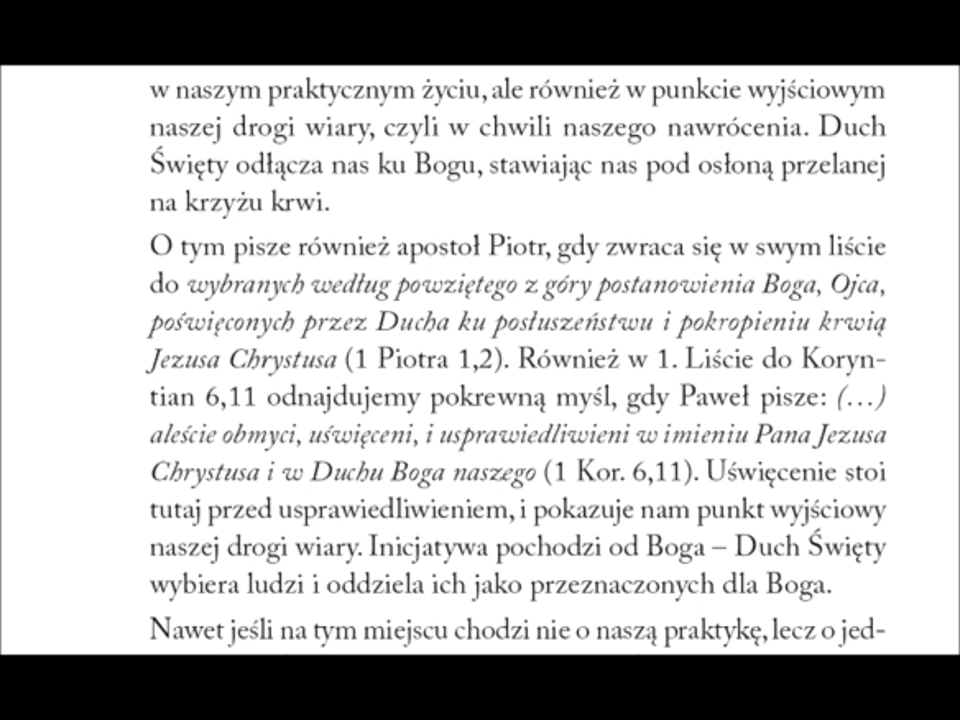 w naszym praktycznym życiu, ale również w punkcie wyjściowym
naszej drogi wiary, czyli w chwili naszego nawrócenia. Duch
Święty odłącza nas ku Bogu, stawiając nas pod osłoną przelanej
na krzyżu krwi.
O tym pisze również apostoł Piotr, gdy zwraca się w swym liście
do wybranych według powziętego z góry postanowienia Boga, Ojca,
poświęconych przez Ducha ku posłuszeństwu i pokropieniu krwią
Jezusa Chrystusa (1 Piotra 1,2). Również w 1. Liście do Koryn-
tian 6,11 odnajdujemy pokrewną myśl, gdy Paweł pisze: (…)
aleście obmyci, uświęceni, i usprawiedliwieni w imieniu Pana Jezusa
Chrystusa i w Duchu Boga naszego (1 Kor. 6,11). Uświęcenie stoi
tutaj przed usprawiedliwieniem, i pokazuje nam punkt wyjściowy
naszej drogi wiary. Inicjatywa pochodzi od Boga – Duch Święty
wybiera ludzi i oddziela ich jako przeznaczonych dla Boga.
Nawet jeśli na tym miejscu chodzi nie o naszą praktykę, lecz o jed-